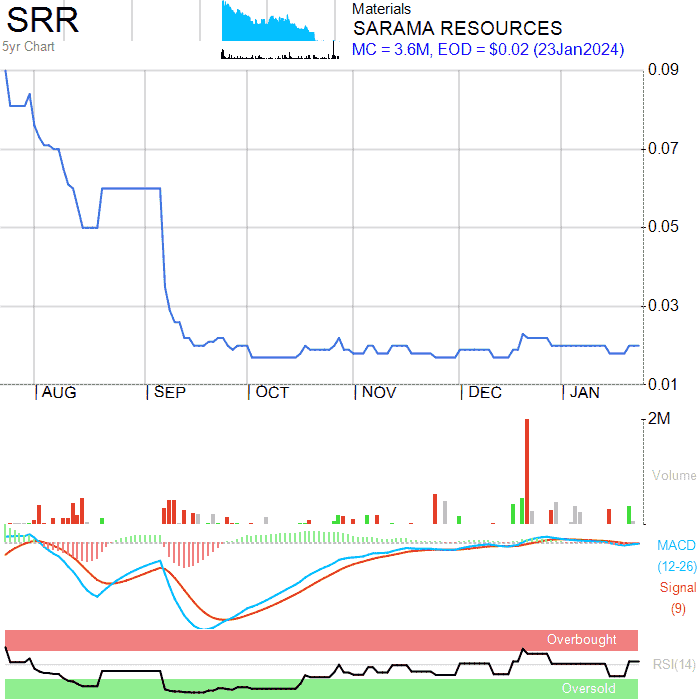 SRR
5yr Chart
Materials
SARAMA RESOURCES
MC = 3.6M, EOD = $0.02 (23Jan2024)
0.09
0.07
0.05
0.03
0.01
AUG SEP OCT NOV DEC JAN
2M
Volume
MACD
(12-26)
Signal
(9)
Overbought
RSI(14)
Oversold